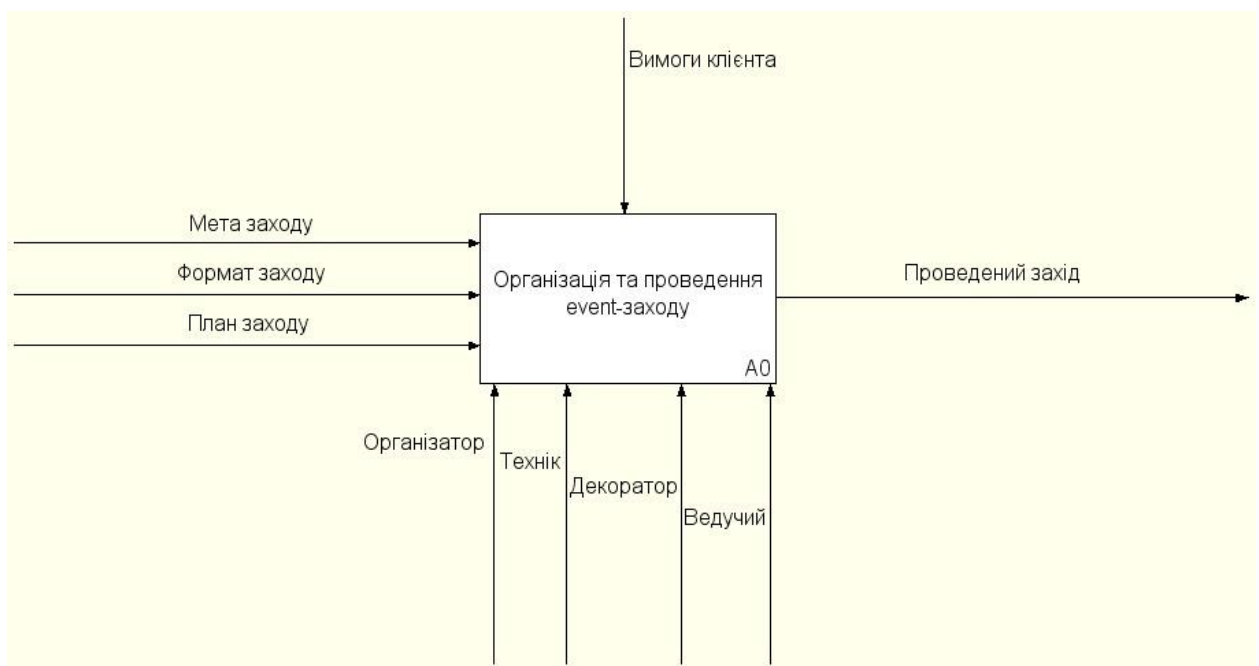 Вимоги клієнта
Мета заходу
Формат заходу
План заходу
Організація та проведення
event-заходу
A0
Проведений захід
Організатор
Технік
Декоратор
Ведучий